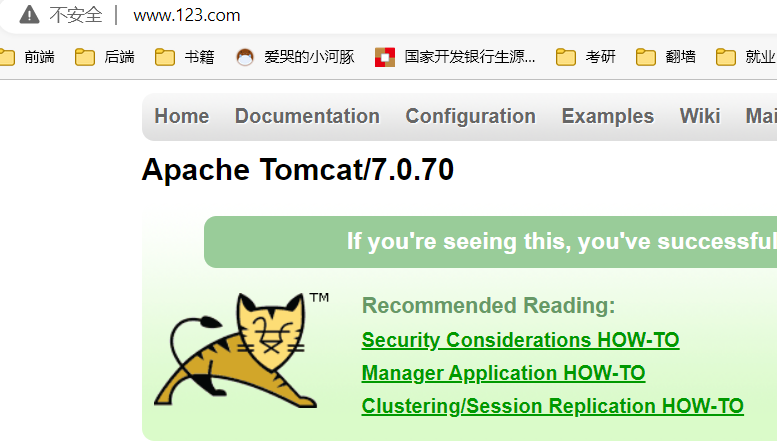 不安全 | www.123.com
前端 后端 书籍 爱哭的小河豚 国家开发银行生源... 考研 翻墙 就业
Home Documentation Configuration Examples Wiki Mai
Apache Tomcat/7.0.70
If you're seeing this, you've successful
TM
Recommended Reading:
Security Considerations HOW-TO
Manager Application HOW-TO
Clustering/Session Replication HOW-TO